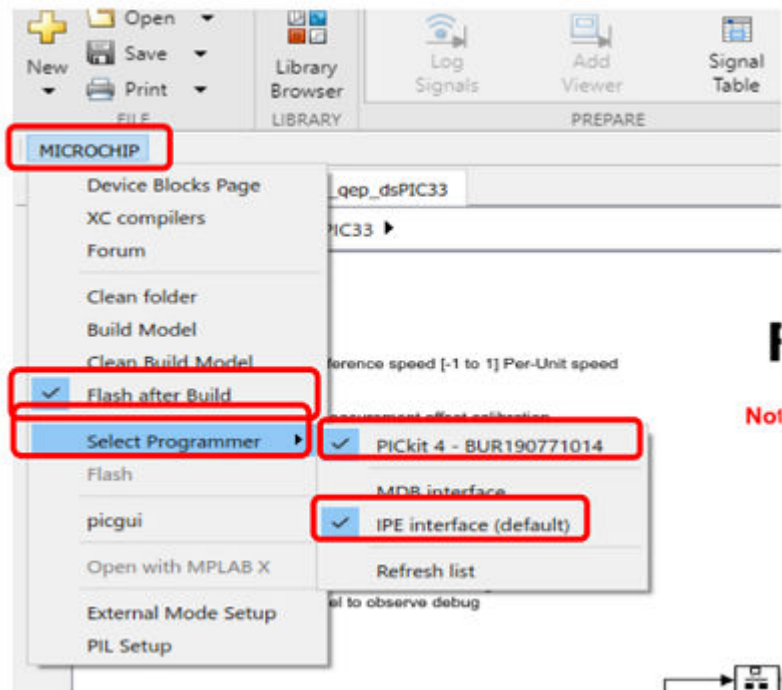 Open
Save
Print
New
FILE
Library
Browser
LIBRARY
Log
Signals
Add
Viewer
Signal
Table
PREPARE
MICROCHIP
_qep_dsPIC33
PIC33
Device Blocks Page
XC compilers
Forum
Clean folder
Build Model
Clean Build Model
Flash after Build
Select Programmer
Flash
picgui
Open with MPLAB X
External Mode Setup
PIL Setup
ference speed [-1 to 1] Per-Unit speed
asurement offset calibration
Not
PICkit 4 - BUR190771014
MDB interface
IPE interface (default)
Refresh list
el to observe debug